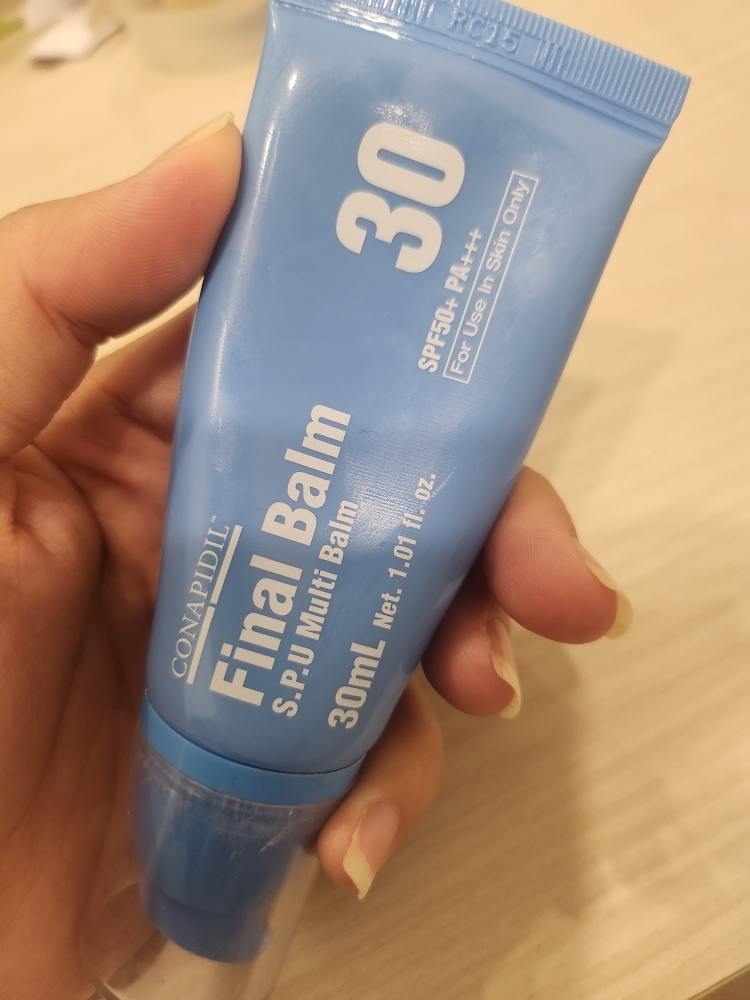 CONAPIDIL™
Final Balm
S.P.U Multi Balm
30mL Net. 1.01 fl. oz.
30
SPF50+ PA+++
For Use In Skin Only
RC15